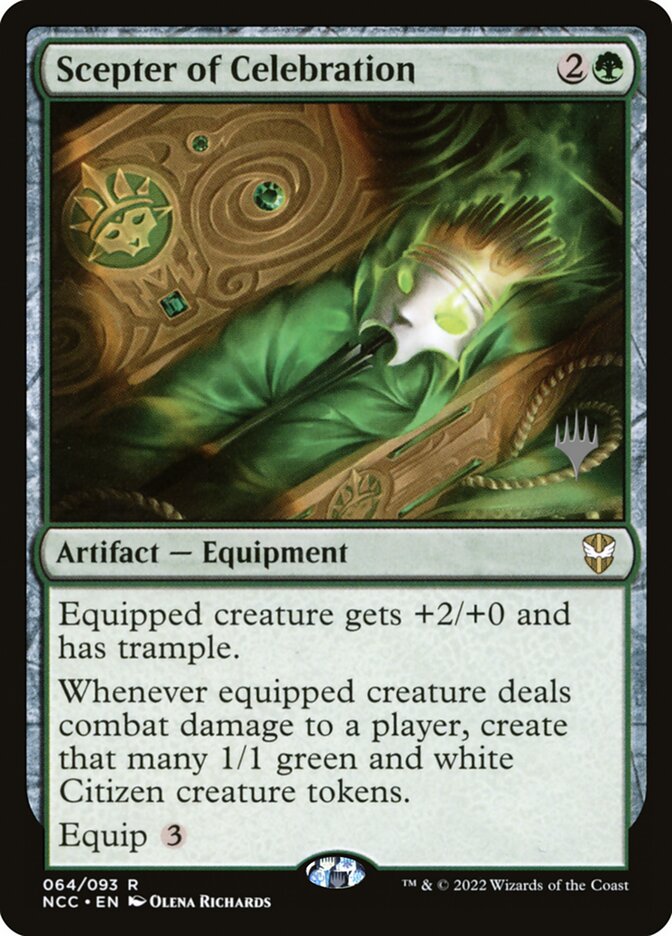 Scepter of Celebration 2
Artifact — Equipment
Equipped creature gets +2/+0 and
has trample.
Whenever equipped creature deals
combat damage to a player, create
that many 1/1 green and white
Citizen creature tokens.
Equip 3
064/093 R
NCC • EN Olena Richards
™ & © 2022 Wizards of the Coast